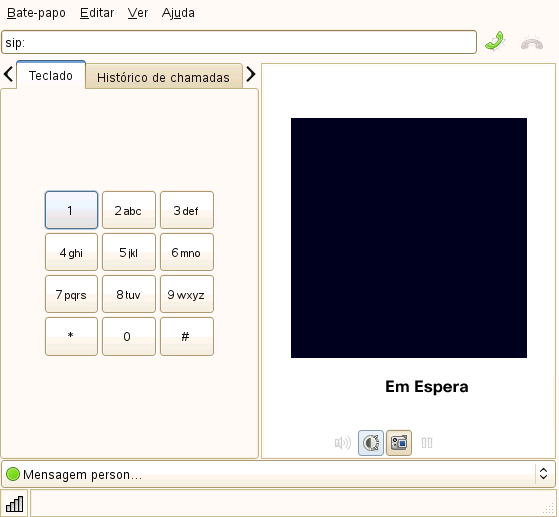 Bate-papo Editar Ver Ajuda
sip:
Teclado Histórico de chamadas
1 2 abc 3 def
4 ghi 5 jkl 6 mno
7 pqrs 8 tuv 9 wxyz
* 0 #
Em Espera
Mensagem person...